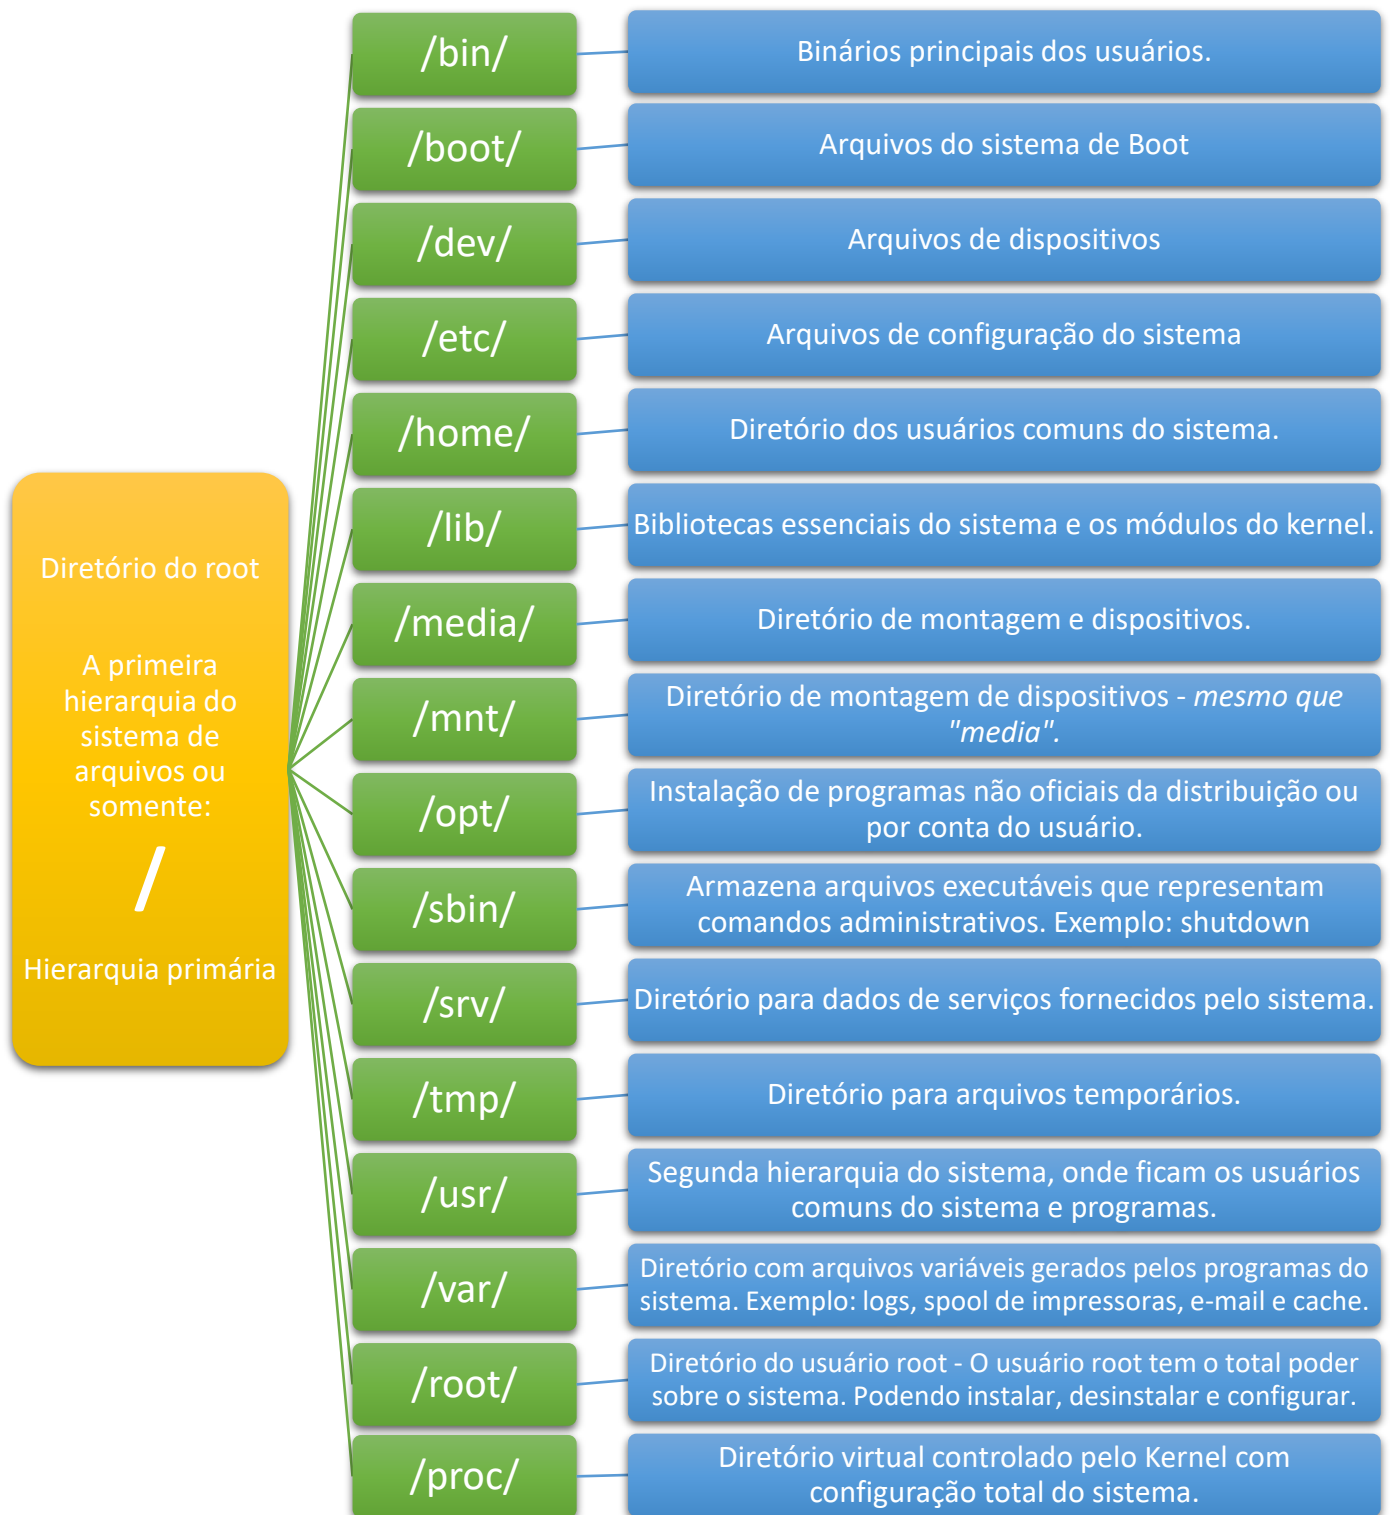 Diretório do root
A primeira
hierarquia do
sistema de
arquivos ou
somente:
/
Hierarquia primária
/bin/
Binários principais dos usuários.
/boot/
Arquivos do sistema de Boot
/dev/
Arquivos de dispositivos
/etc/
Arquivos de configuração do sistema
/home/
Diretório dos usuários comuns do sistema.
/lib/
Bibliotecas essenciais do sistema e os módulos do kernel.
/media/
Diretório de montagem e dispositivos.
/mnt/
Diretório de montagem de dispositivos - mesmo que
"media".
/opt/
Instalação de programas não oficiais da distribuição ou
por conta do usuário.
/sbin/
Armazena arquivos executáveis que representam
comandos administrativos. Exemplo: shutdown
/srv/
Diretório para dados de serviços fornecidos pelo sistema.
/tmp/
Diretório para arquivos temporários.
/usr/
Segunda hierarquia do sistema, onde ficam os usuários
comuns do sistema e programas.
/var/
Diretório com arquivos variáveis gerados pelos programas do
sistema. Exemplo: logs, spool de impressoras, e-mail e cache.
/root/
Diretório do usuário root - O usuário root tem o total poder
sobre o sistema. Podendo instalar, desinstalar e configurar.
/proc/
Diretório virtual controlado pelo Kernel com
configuração total do sistema.